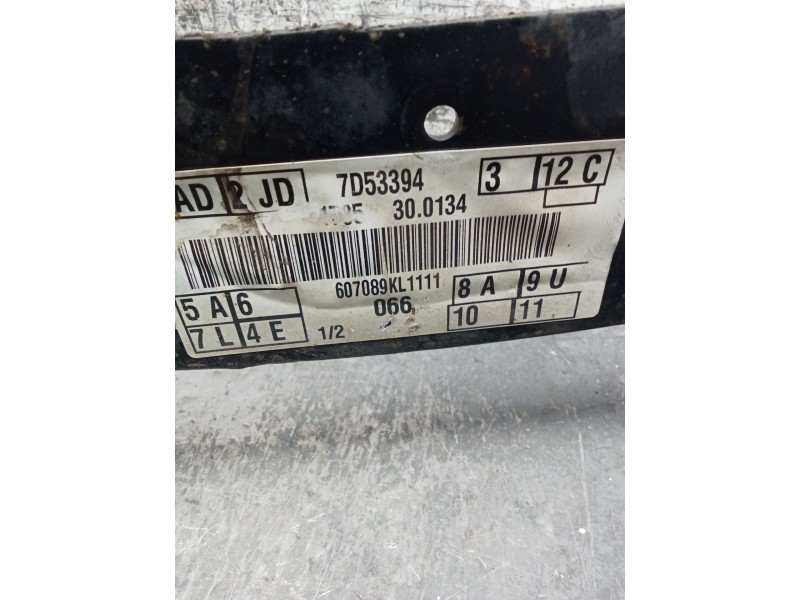 AD 2 JD 7D53394 3 12 C
30.0134
607089KL1111
5 A 6 066 8 A 9 U
7 L 4 E 1/2 10 11